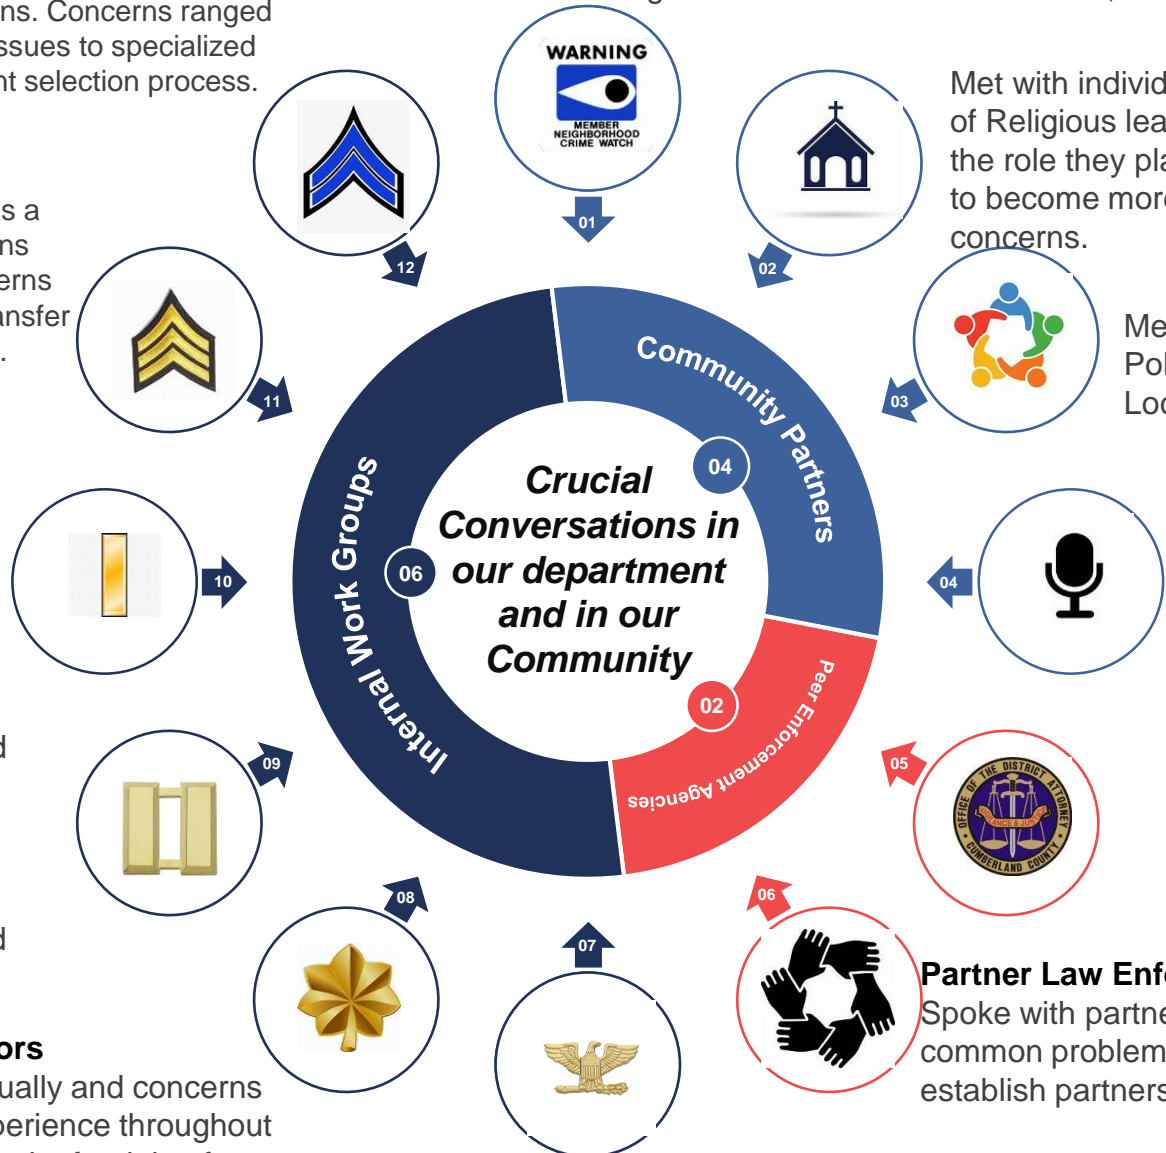 ns. Concerns ranged
ssues to specialized
nt selection process.
WARNING
MEMBER
NEIGHBORHOOD
CRIME WATCH
Met with individ
of Religious lea
the role they pla
to become more
concerns.
s a
ns
erns
ansfer
.
Me
Pol
Loc
01
02
03
04
05
06
07
08
09
10
11
12
Community Partners
04
Internal Work Groups
06
Peer Enforcement Agencies
02
Crucial
Conversations in
our department
and in our
Community
OFFICE OF THE DISTRICT ATTORNEY
VIGILANCE & JUSTICE
CUMBERLAND COUNTY
d
d
ors
ually and concerns
perience throughout
Partner Law Enf
Spoke with partne
common problem
establish partners